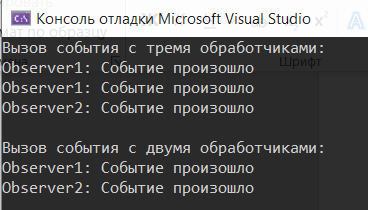 Консоль отладки Microsoft Visual Studio
Вызов события с тремя обработчиками:
Observer1: Событие произошло
Observer1: Событие произошло
Observer2: Событие произошло
Шрифт
Вызов события с двумя обработчиками:
Observer1: Событие произошло
Observer2: Событие произошло